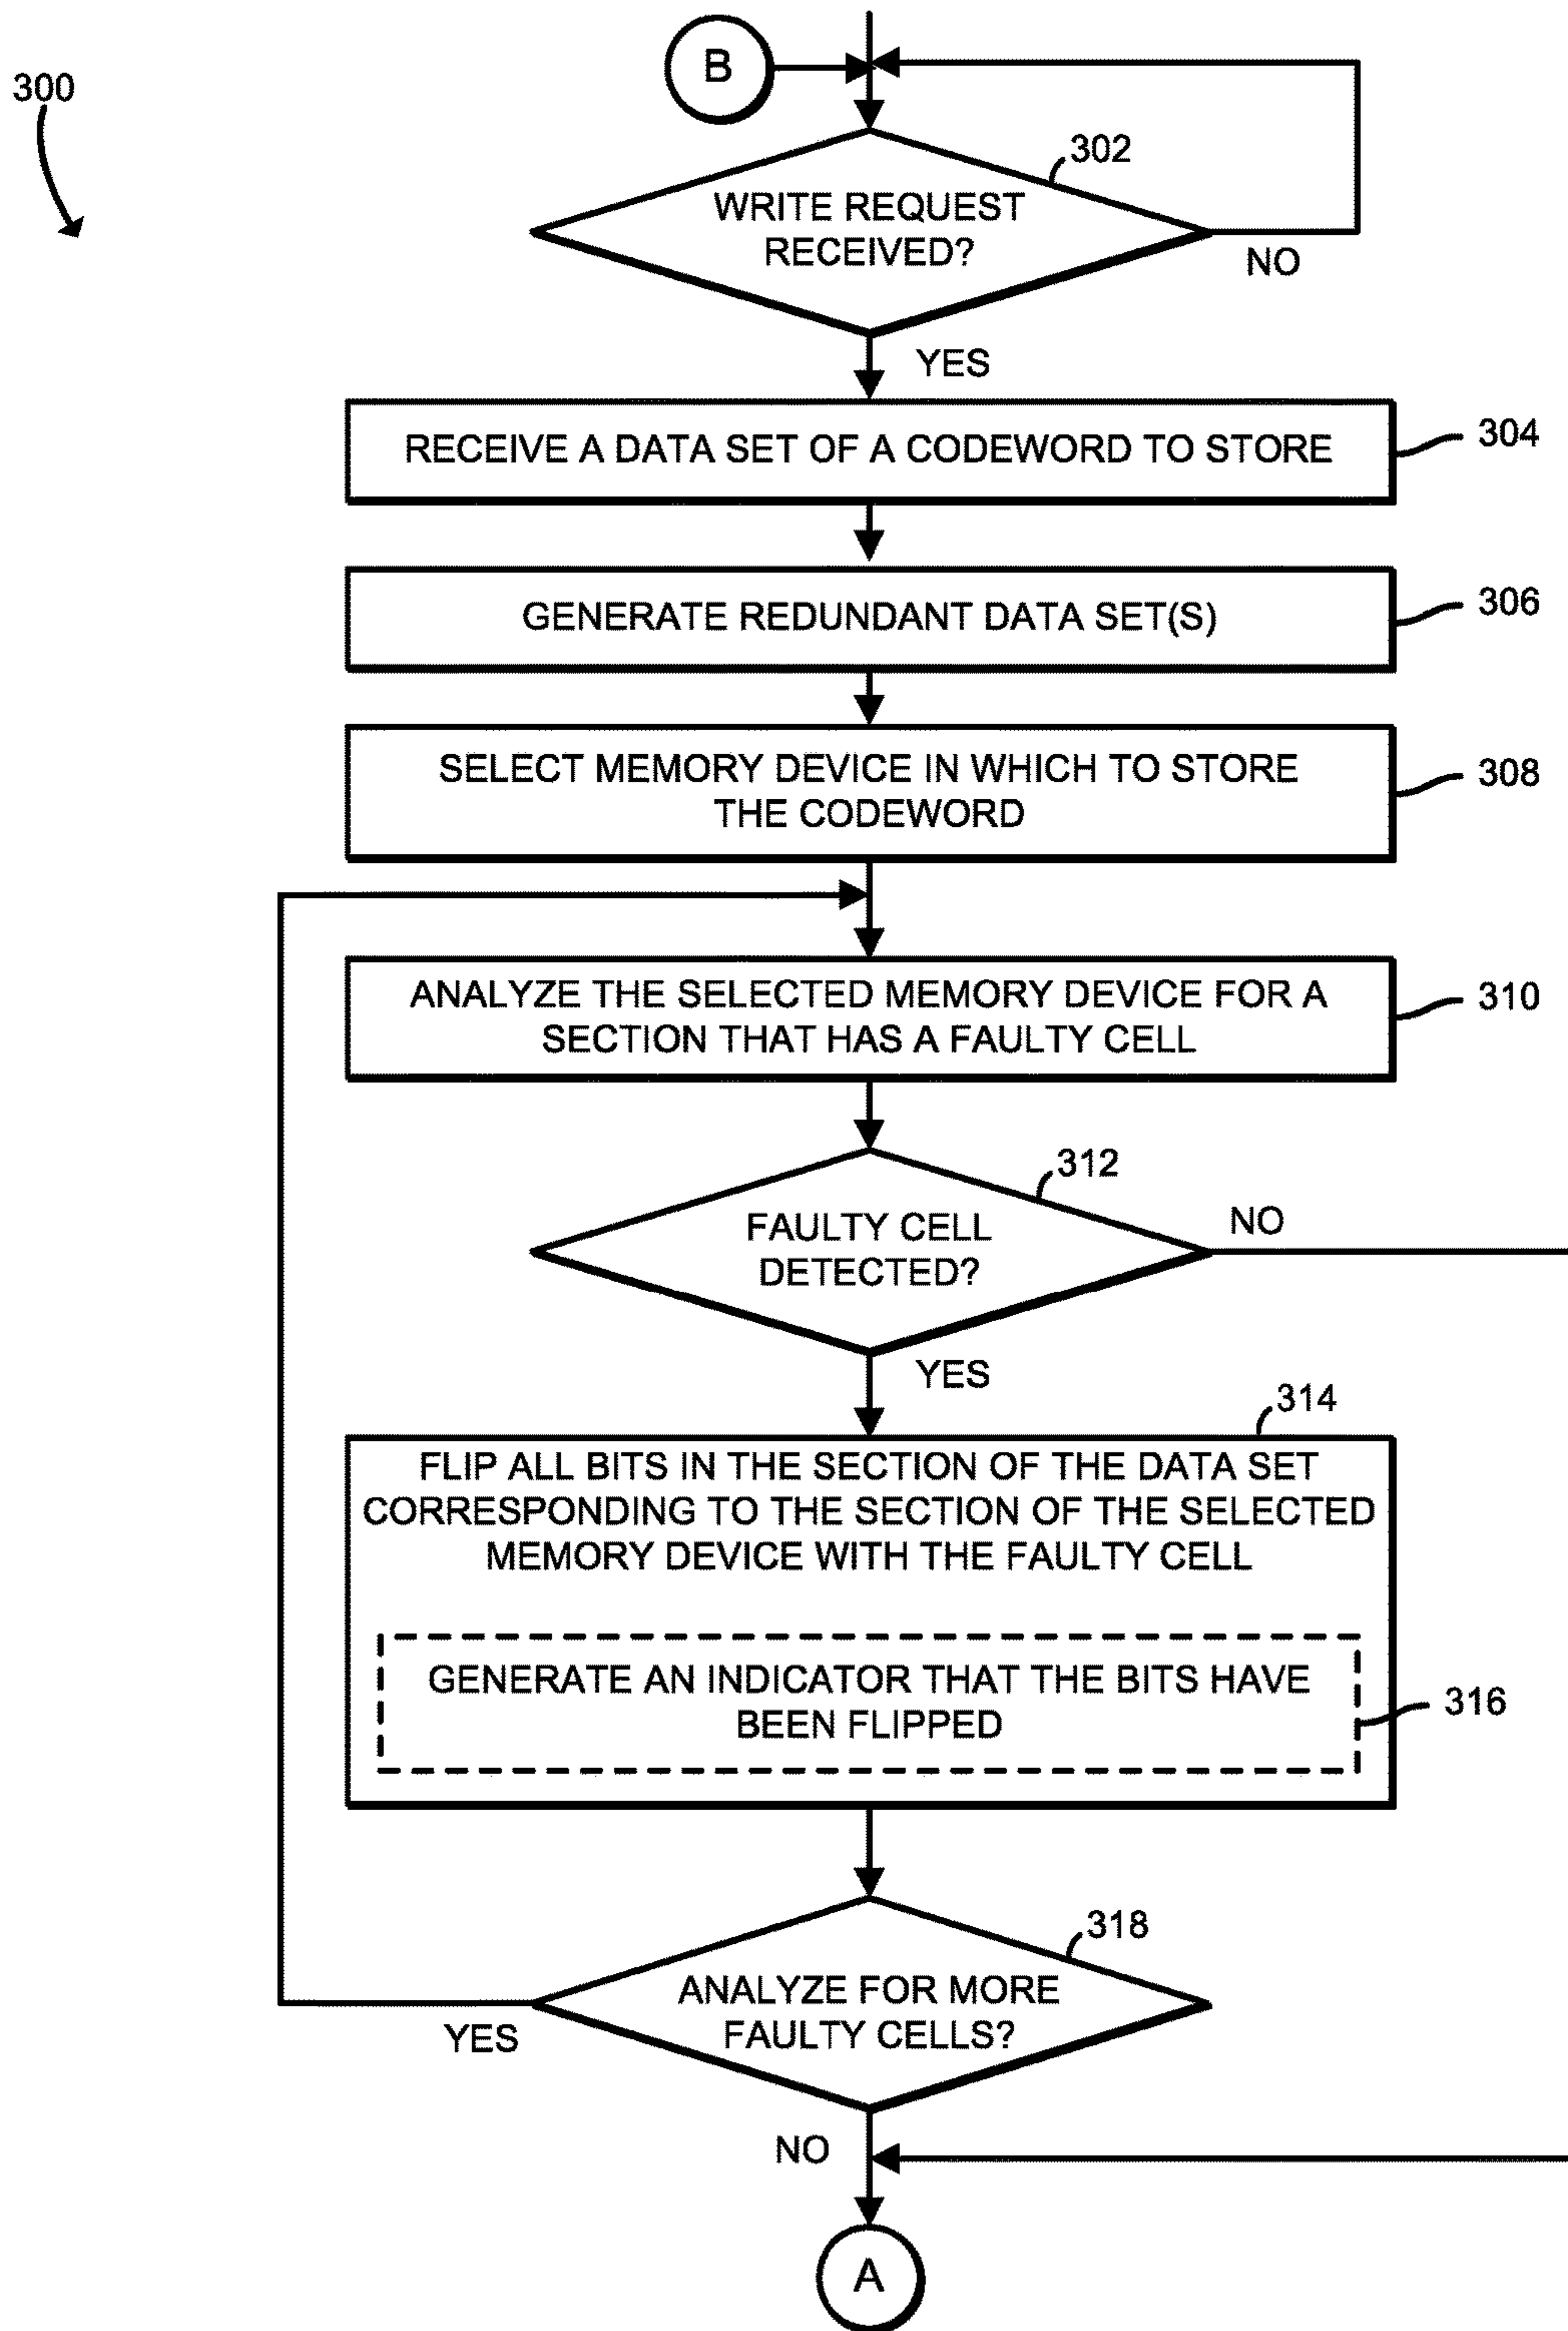 B
300
302
WRITE REQUEST
RECEIVED?
NO
YES
RECEIVE A DATA SET OF A CODEWORD TO STORE
304
GENERATE REDUNDANT DATA SET(S)
306
SELECT MEMORY DEVICE IN WHICH TO STORE
THE CODEWORD
308
ANALYZE THE SELECTED MEMORY DEVICE FOR A
SECTION THAT HAS A FAULTY CELL
310
312
FAULTY CELL
DETECTED?
NO
YES
314
FLIP ALL BITS IN THE SECTION OF THE DATA SET
CORRESPONDING TO THE SECTION OF THE SELECTED
MEMORY DEVICE WITH THE FAULTY CELL
GENERATE AN INDICATOR THAT THE BITS HAVE
BEEN FLIPPED
316
318
ANALYZE FOR MORE
FAULTY CELLS?
YES
NO
A